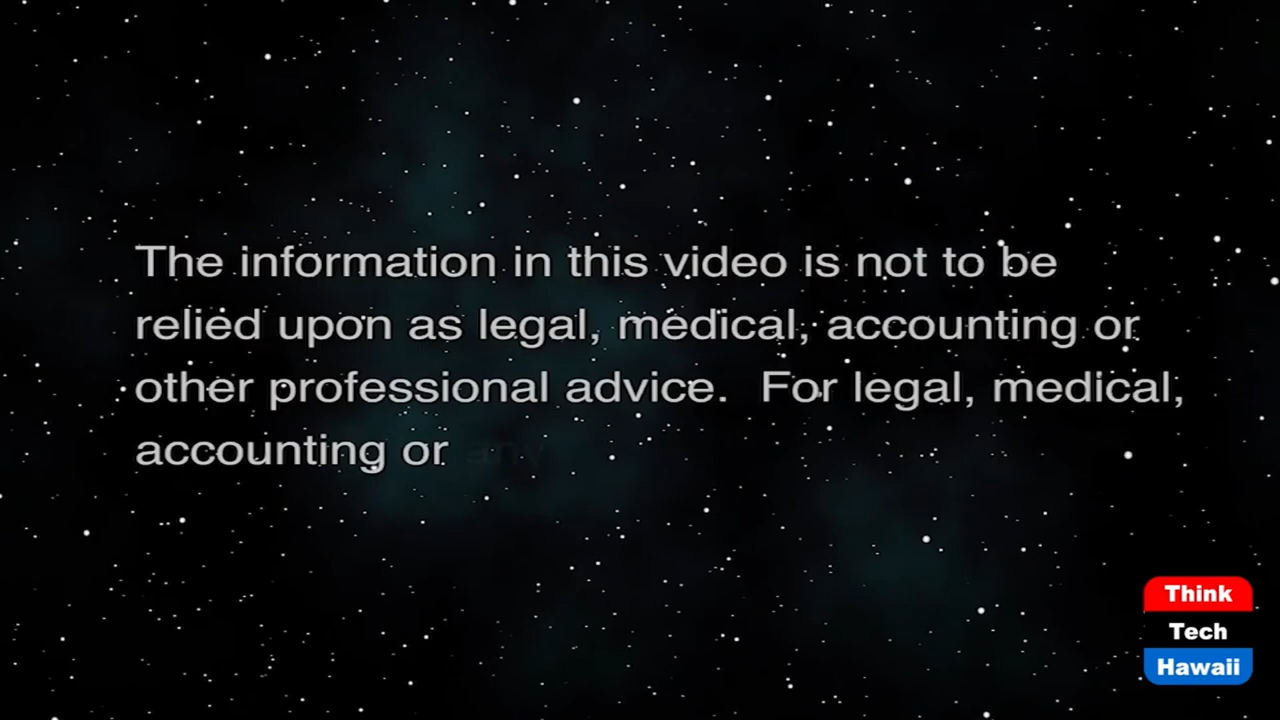 The information in this video is not to be
relied upon as legal, medical, accounting or
other professional advice.  For legal, medical,
accounting or any
Think
Tech
Hawaii